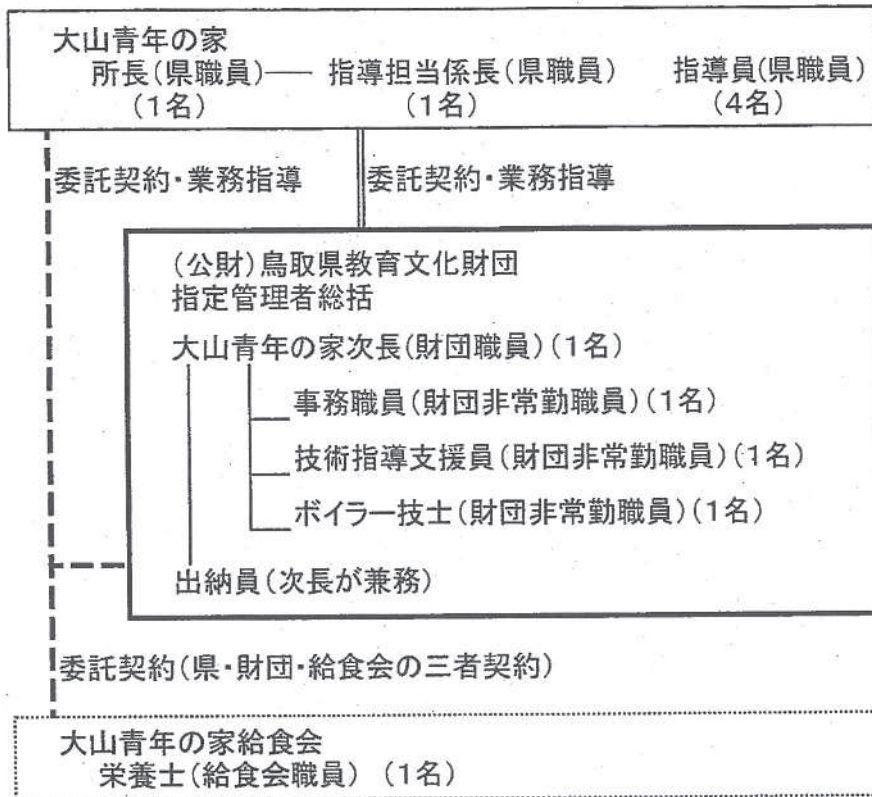 大山青年の家
所長(県職員)── 指導担当係長(県職員) 指導員(県職員)
(1名) (1名) (4名)
委託契約・業務指導 委託契約・業務指導
(公財)鳥取県教育文化財団
指定管理者総括
大山青年の家次長(財団職員)(1名)
事務職員(財団非常勤職員)(1名)
技術指導支援員(財団非常勤職員)(1名)
ボイラー技士(財団非常勤職員)(1名)
出納員(次長が兼務)
委託契約(県・財団・給食会の三者契約)
大山青年の家給食会
栄養士(給食会職員) (1名)